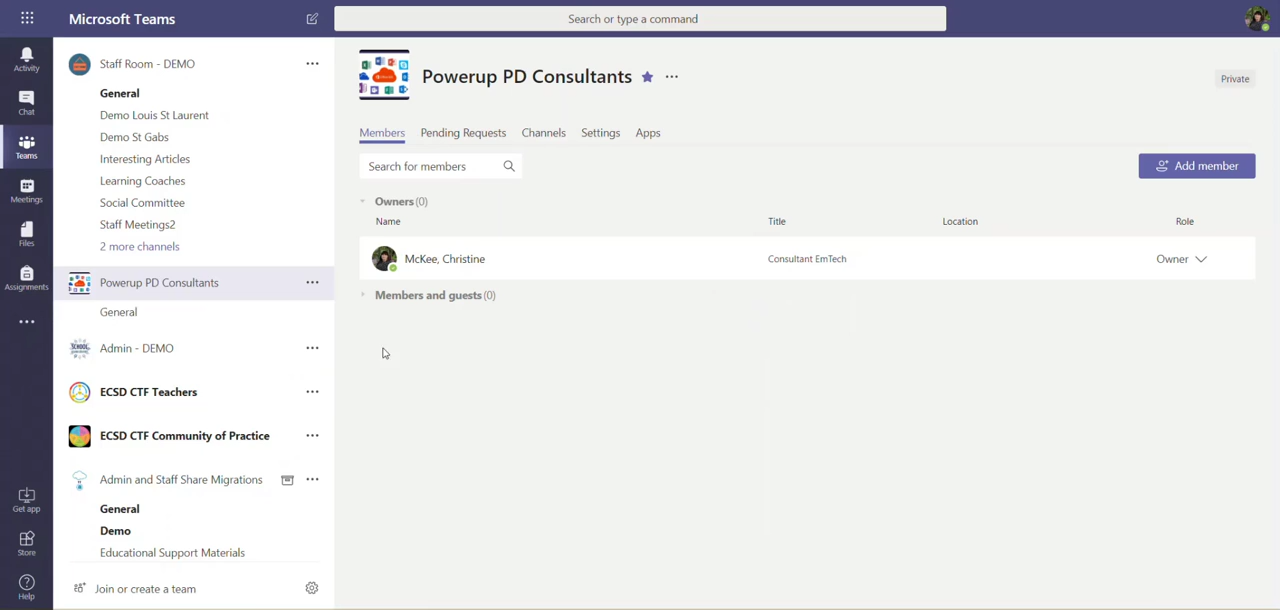 Microsoft Teams
Search or type a command
Activity
Chat
Teams
Meetings
Files
Assignments
Get app
Store
Help
Staff Room - DEMO
General
Demo Louis St Laurent
Demo St Gabs
Interesting Articles
Learning Coaches
Social Committee
Staff Meetings2
2 more channels
Powerup PD Consultants
General
Admin - DEMO
ECSD CTF Teachers
ECSD CTF Community of Practice
Admin and Staff Share Migrations
General
Demo
Educational Support Materials
Join or create a team
Powerup PD Consultants
Private
Members Pending Requests Channels Settings Apps
Search for members
Add member
Owners (0)
Name Title Location Role
McKee, Christine Consultant EmTech Owner
Members and guests (0)